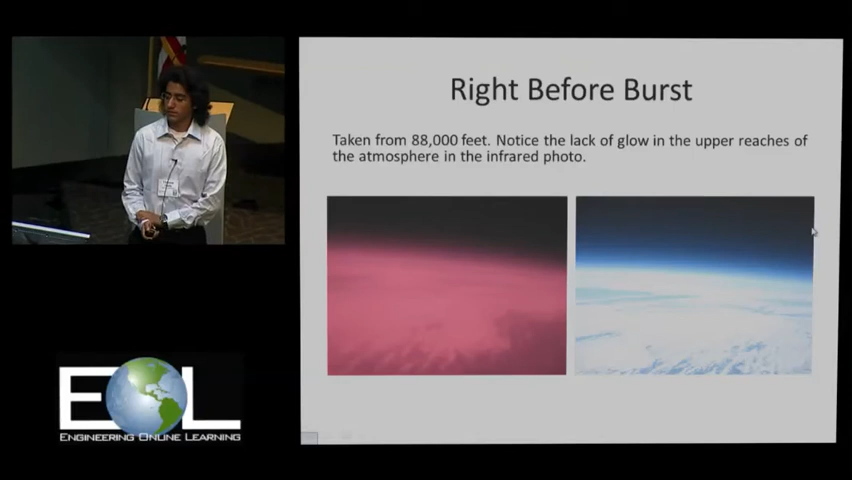 Right Before Burst
Taken from 88,000 feet. Notice the lack of glow in the upper reaches of
the atmosphere in the infrared photo.
EOL
ENGINEERING ONLINE LEARNING